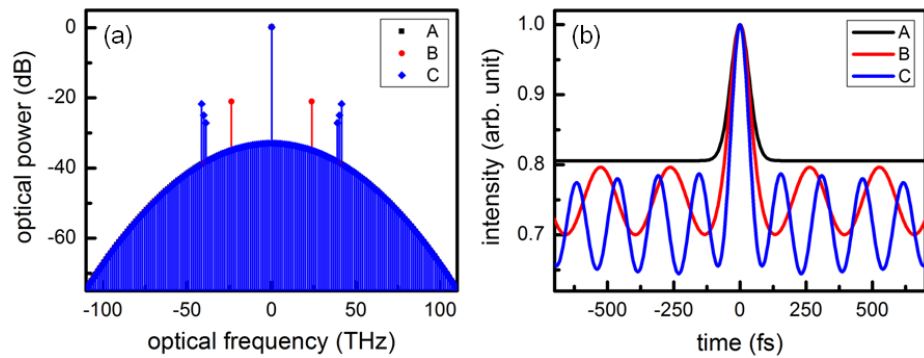 (a)
A
B
C
0
-20
-40
-60
optical power (dB)
-100
-50
0
50
100
optical frequency (THz)
(b)
A
B
C
1.0
0.9
0.8
0.7
intensity (arb. unit)
-500
-250
0
250
500
time (fs)